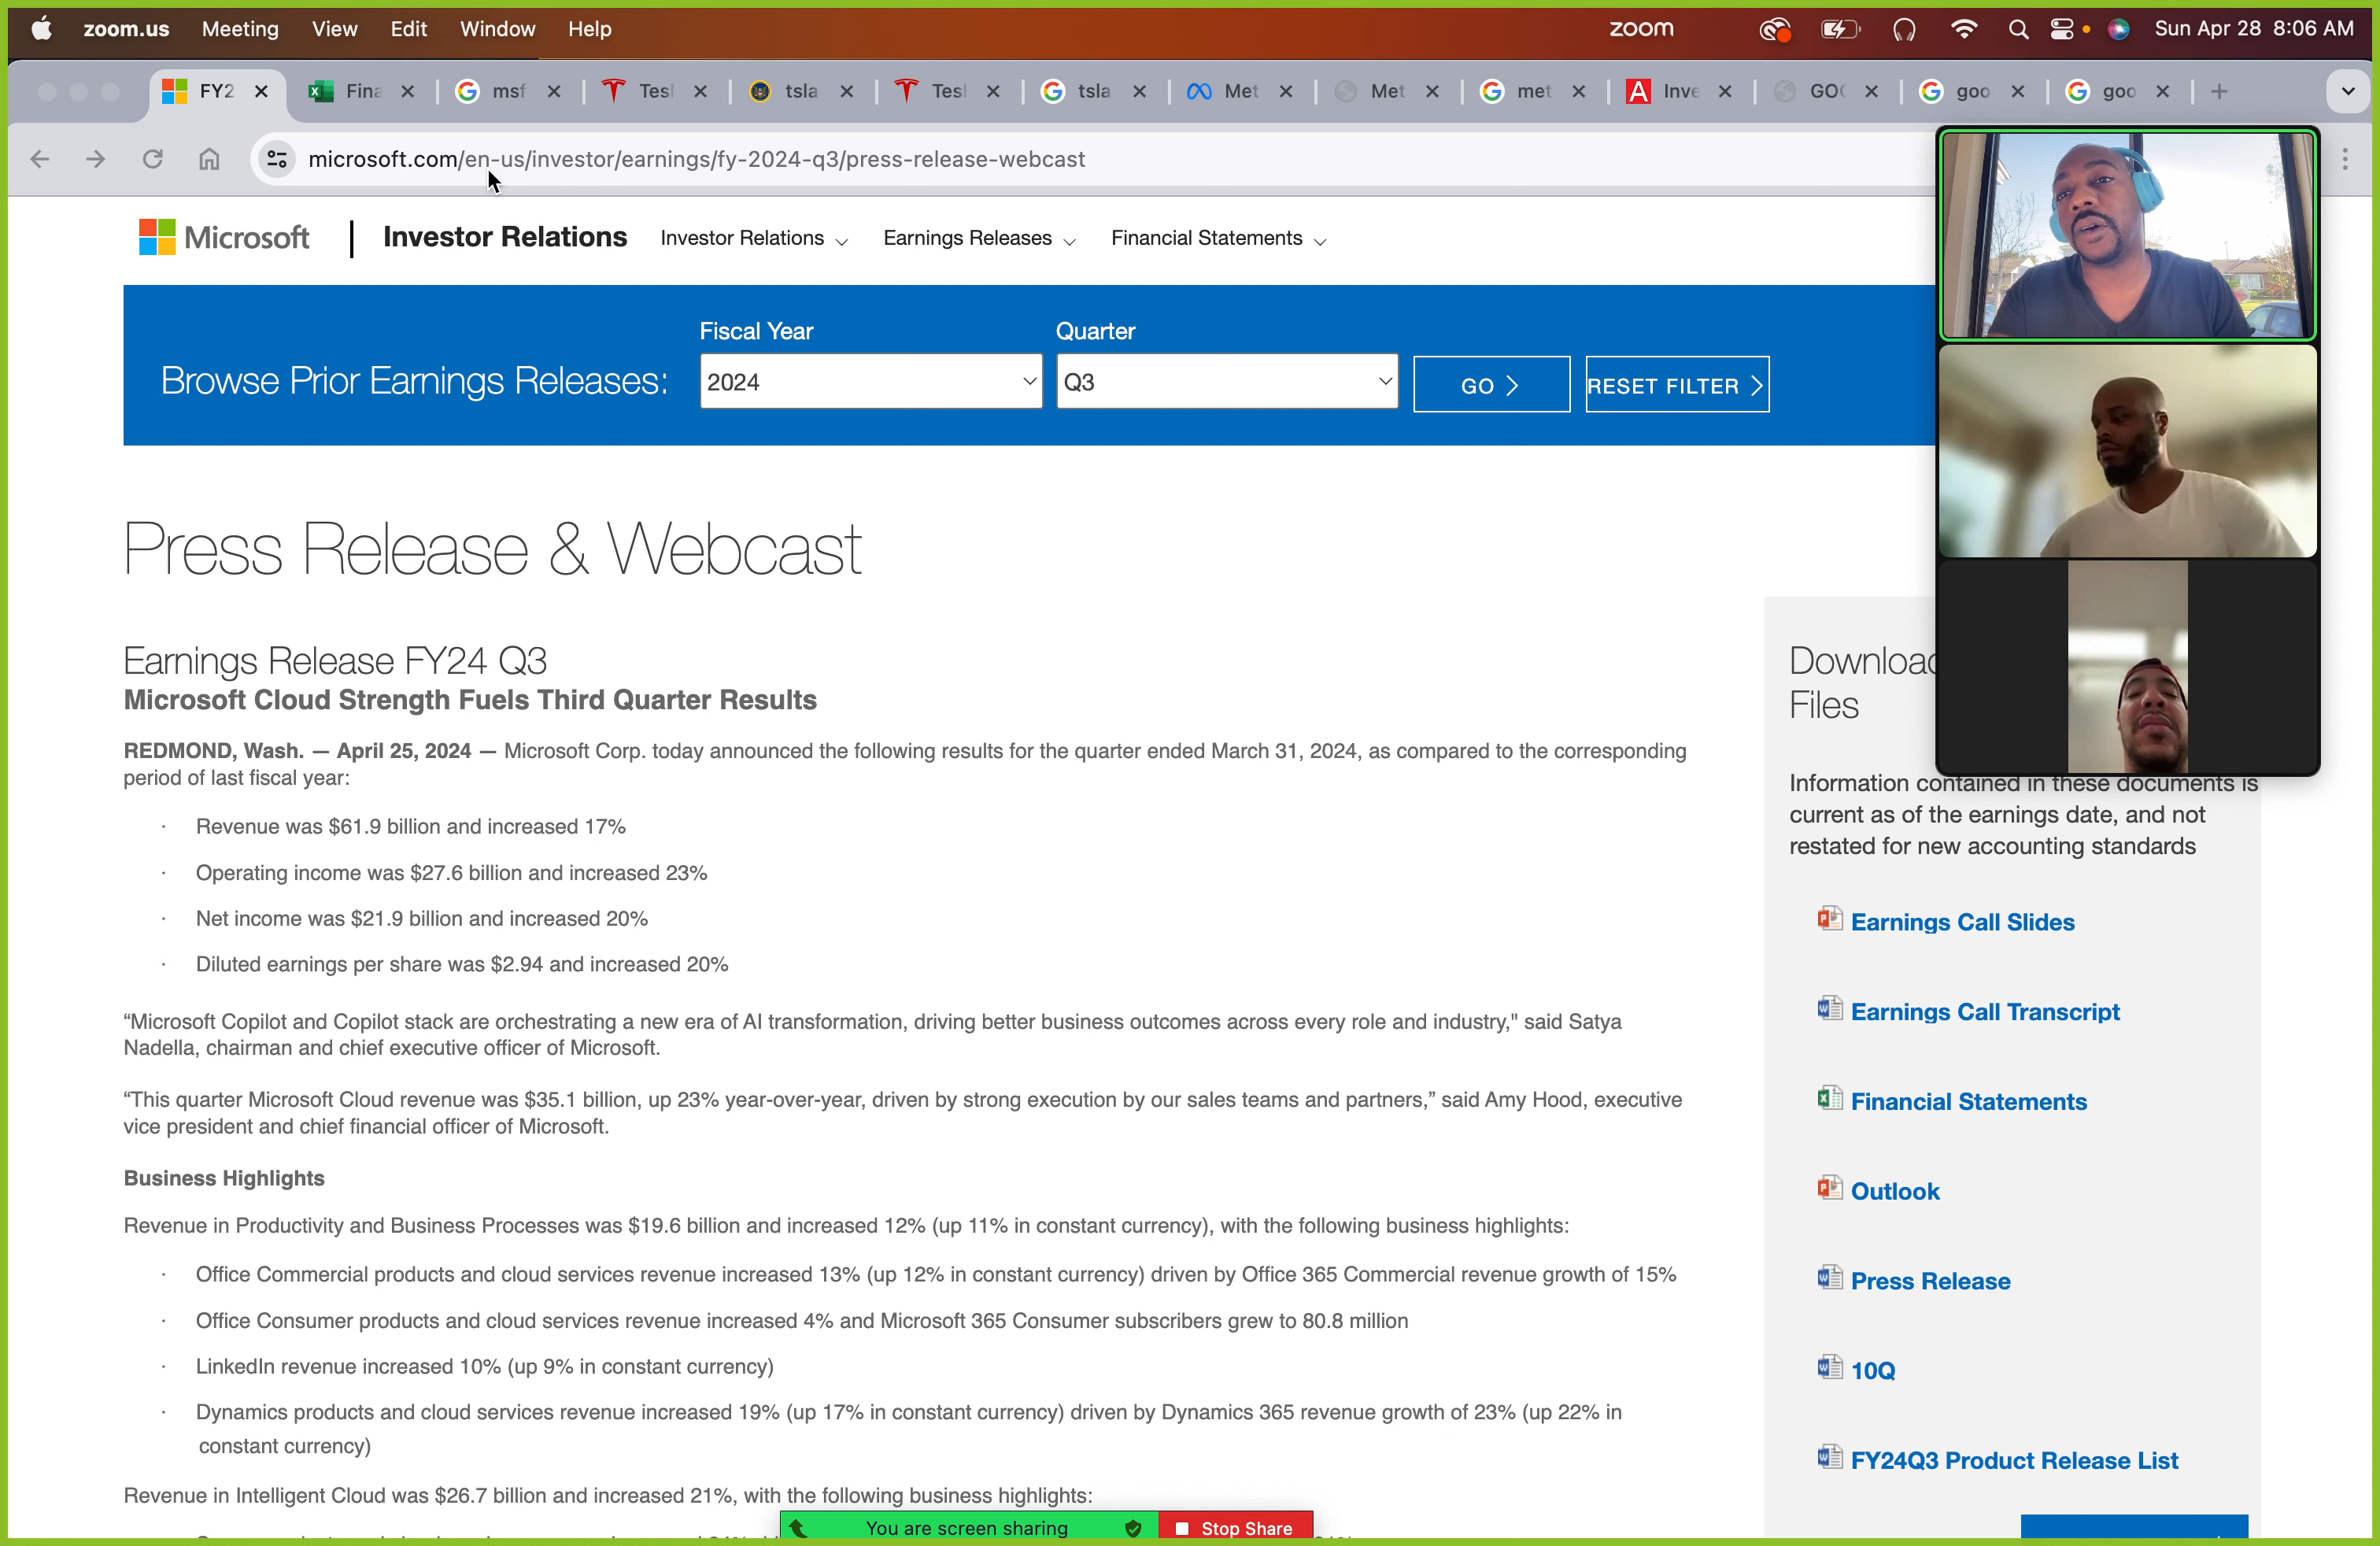 zoom.us Meeting View Edit Window Help zoom Sun Apr 28 8:06 AM
FY2 Fina msf Tesl tsla Tesl tsla Met Met met Inve GOO goo goo
microsoft.com/en-us/investor/earnings/fy-2024-q3/press-release-webcast
Microsoft | Investor Relations Investor Relations Earnings Releases Financial Statements
Fiscal Year Quarter
Browse Prior Earnings Releases: 2024 Q3 GO RESET FILTER
Press Release & Webcast
Earnings Release FY24 Q3
Microsoft Cloud Strength Fuels Third Quarter Results
REDMOND, Wash. — April 25, 2024 — Microsoft Corp. today announced the following results for the quarter ended March 31, 2024, as compared to the corresponding
period of last fiscal year:
· Revenue was $61.9 billion and increased 17%
· Operating income was $27.6 billion and increased 23%
· Net income was $21.9 billion and increased 20%
· Diluted earnings per share was $2.94 and increased 20%
“Microsoft Copilot and Copilot stack are orchestrating a new era of AI transformation, driving better business outcomes across every role and industry," said Satya
Nadella, chairman and chief executive officer of Microsoft.
“This quarter Microsoft Cloud revenue was $35.1 billion, up 23% year-over-year, driven by strong execution by our sales teams and partners,” said Amy Hood, executive
vice president and chief financial officer of Microsoft.
Business Highlights
Revenue in Productivity and Business Processes was $19.6 billion and increased 12% (up 11% in constant currency), with the following business highlights:
· Office Commercial products and cloud services revenue increased 13% (up 12% in constant currency) driven by Office 365 Commercial revenue growth of 15%
· Office Consumer products and cloud services revenue increased 4% and Microsoft 365 Consumer subscribers grew to 80.8 million
· LinkedIn revenue increased 10% (up 9% in constant currency)
· Dynamics products and cloud services revenue increased 19% (up 17% in constant currency) driven by Dynamics 365 revenue growth of 23% (up 22% in
constant currency)
Revenue in Intelligent Cloud was $26.7 billion and increased 21%, with the following business highlights:
You are screen sharing Stop Share
Files
Information contained in these documents is
current as of the earnings date, and not
restated for new accounting standards
Earnings Call Slides
Earnings Call Transcript
Financial Statements
Outlook
Press Release
10Q
FY24Q3 Product Release List